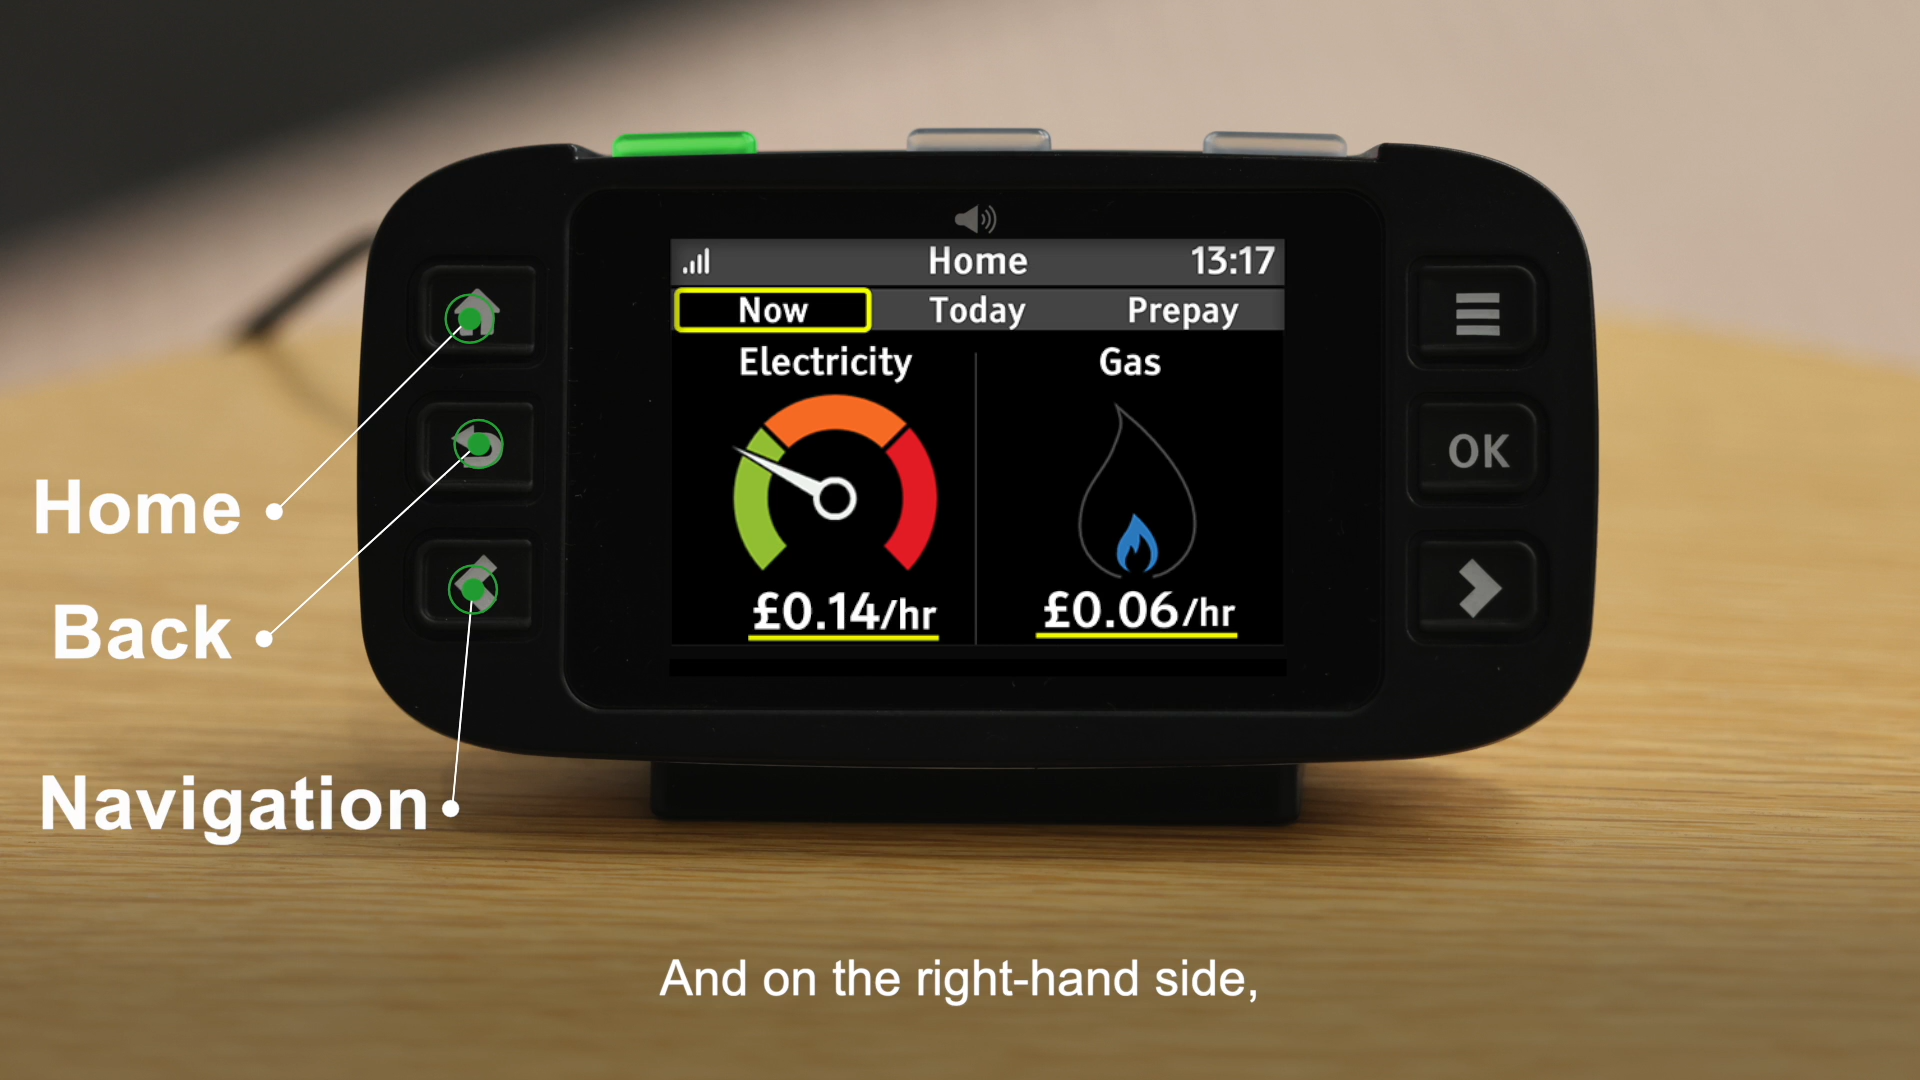 Home 13:17
Now Today Prepay
Electricity Gas
OK
£0.14/hr £0.06/hr
Home
Back
Navigation
And on the right-hand side,